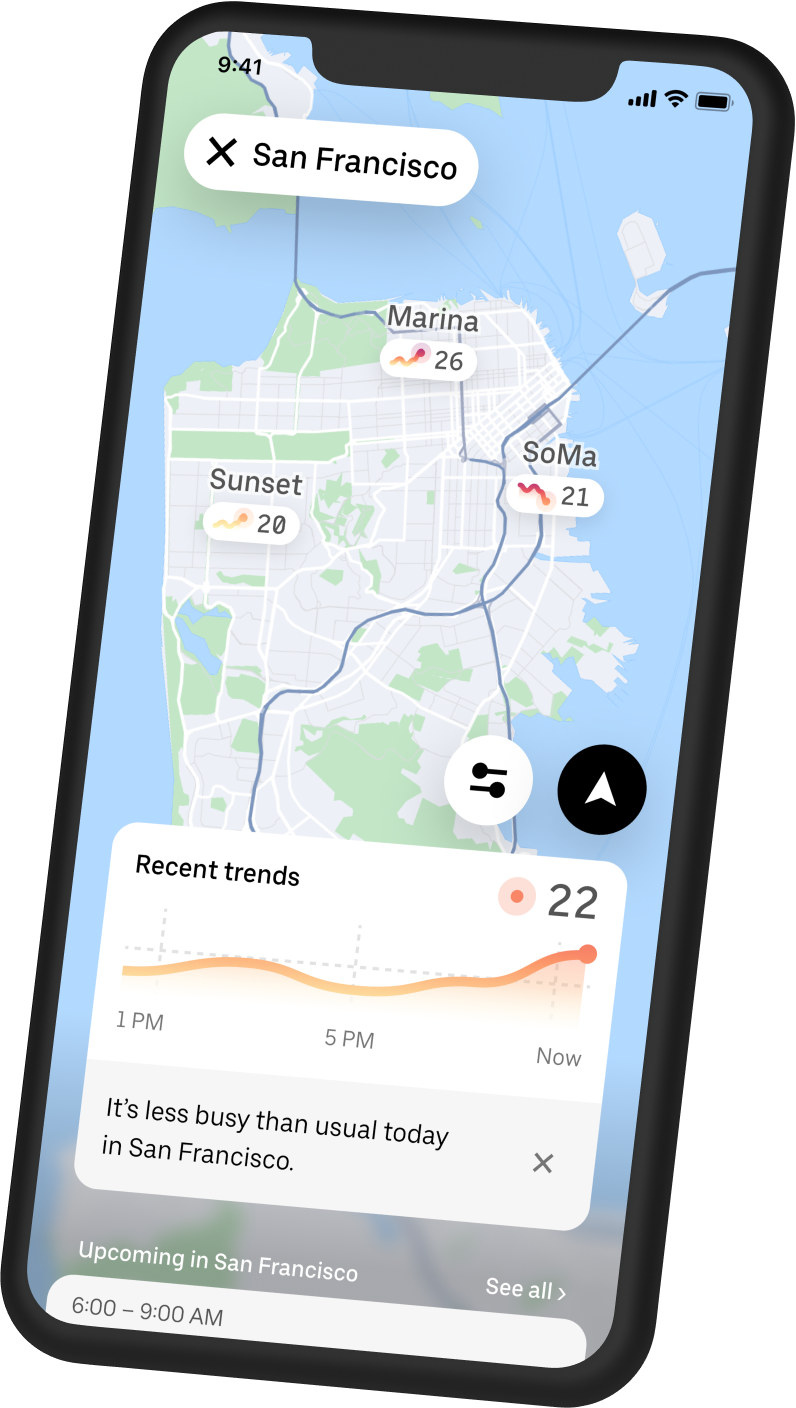 9:41
San Francisco
Marina
26
SoMa
21
Sunset
20
Recent trends
22
1 PM
5 PM
Now
It’s less busy than usual today
in San Francisco.
Upcoming in San Francisco
See all ›
6:00 – 9:00 AM